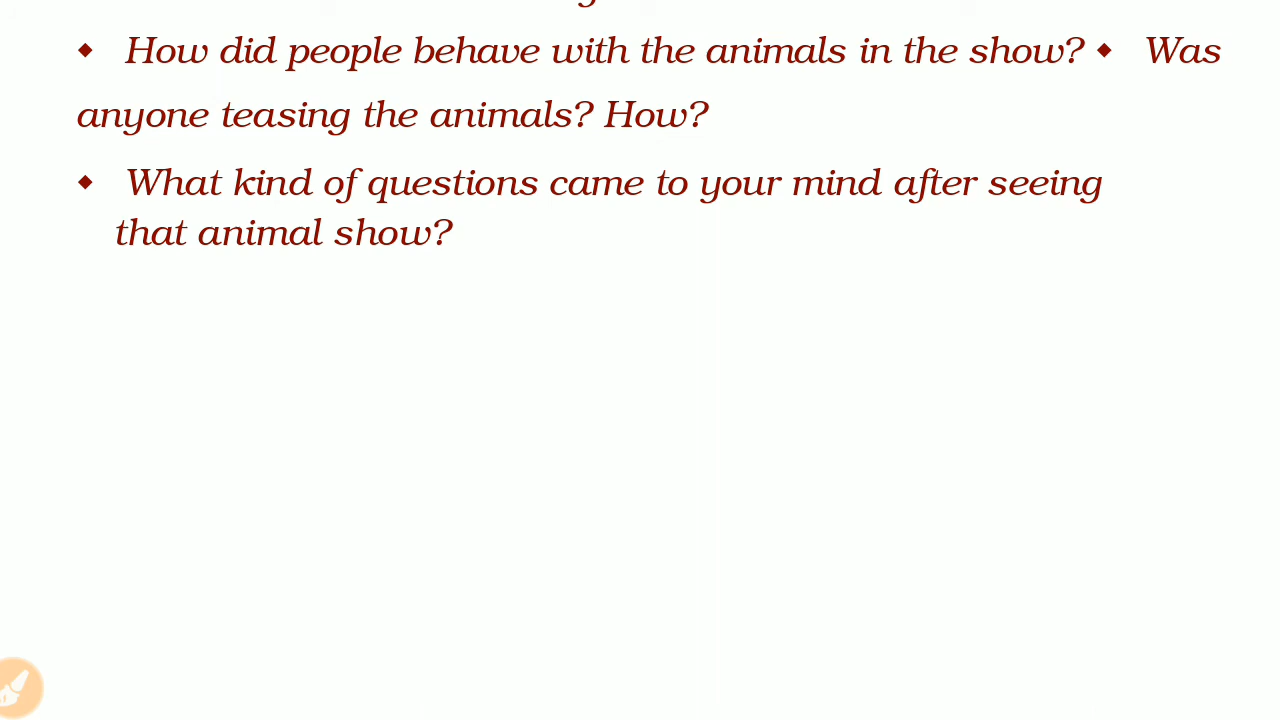 ◆ How did people behave with the animals in the show? ◆ Was
anyone teasing the animals? How?
◆ What kind of questions came to your mind after seeing
that animal show?